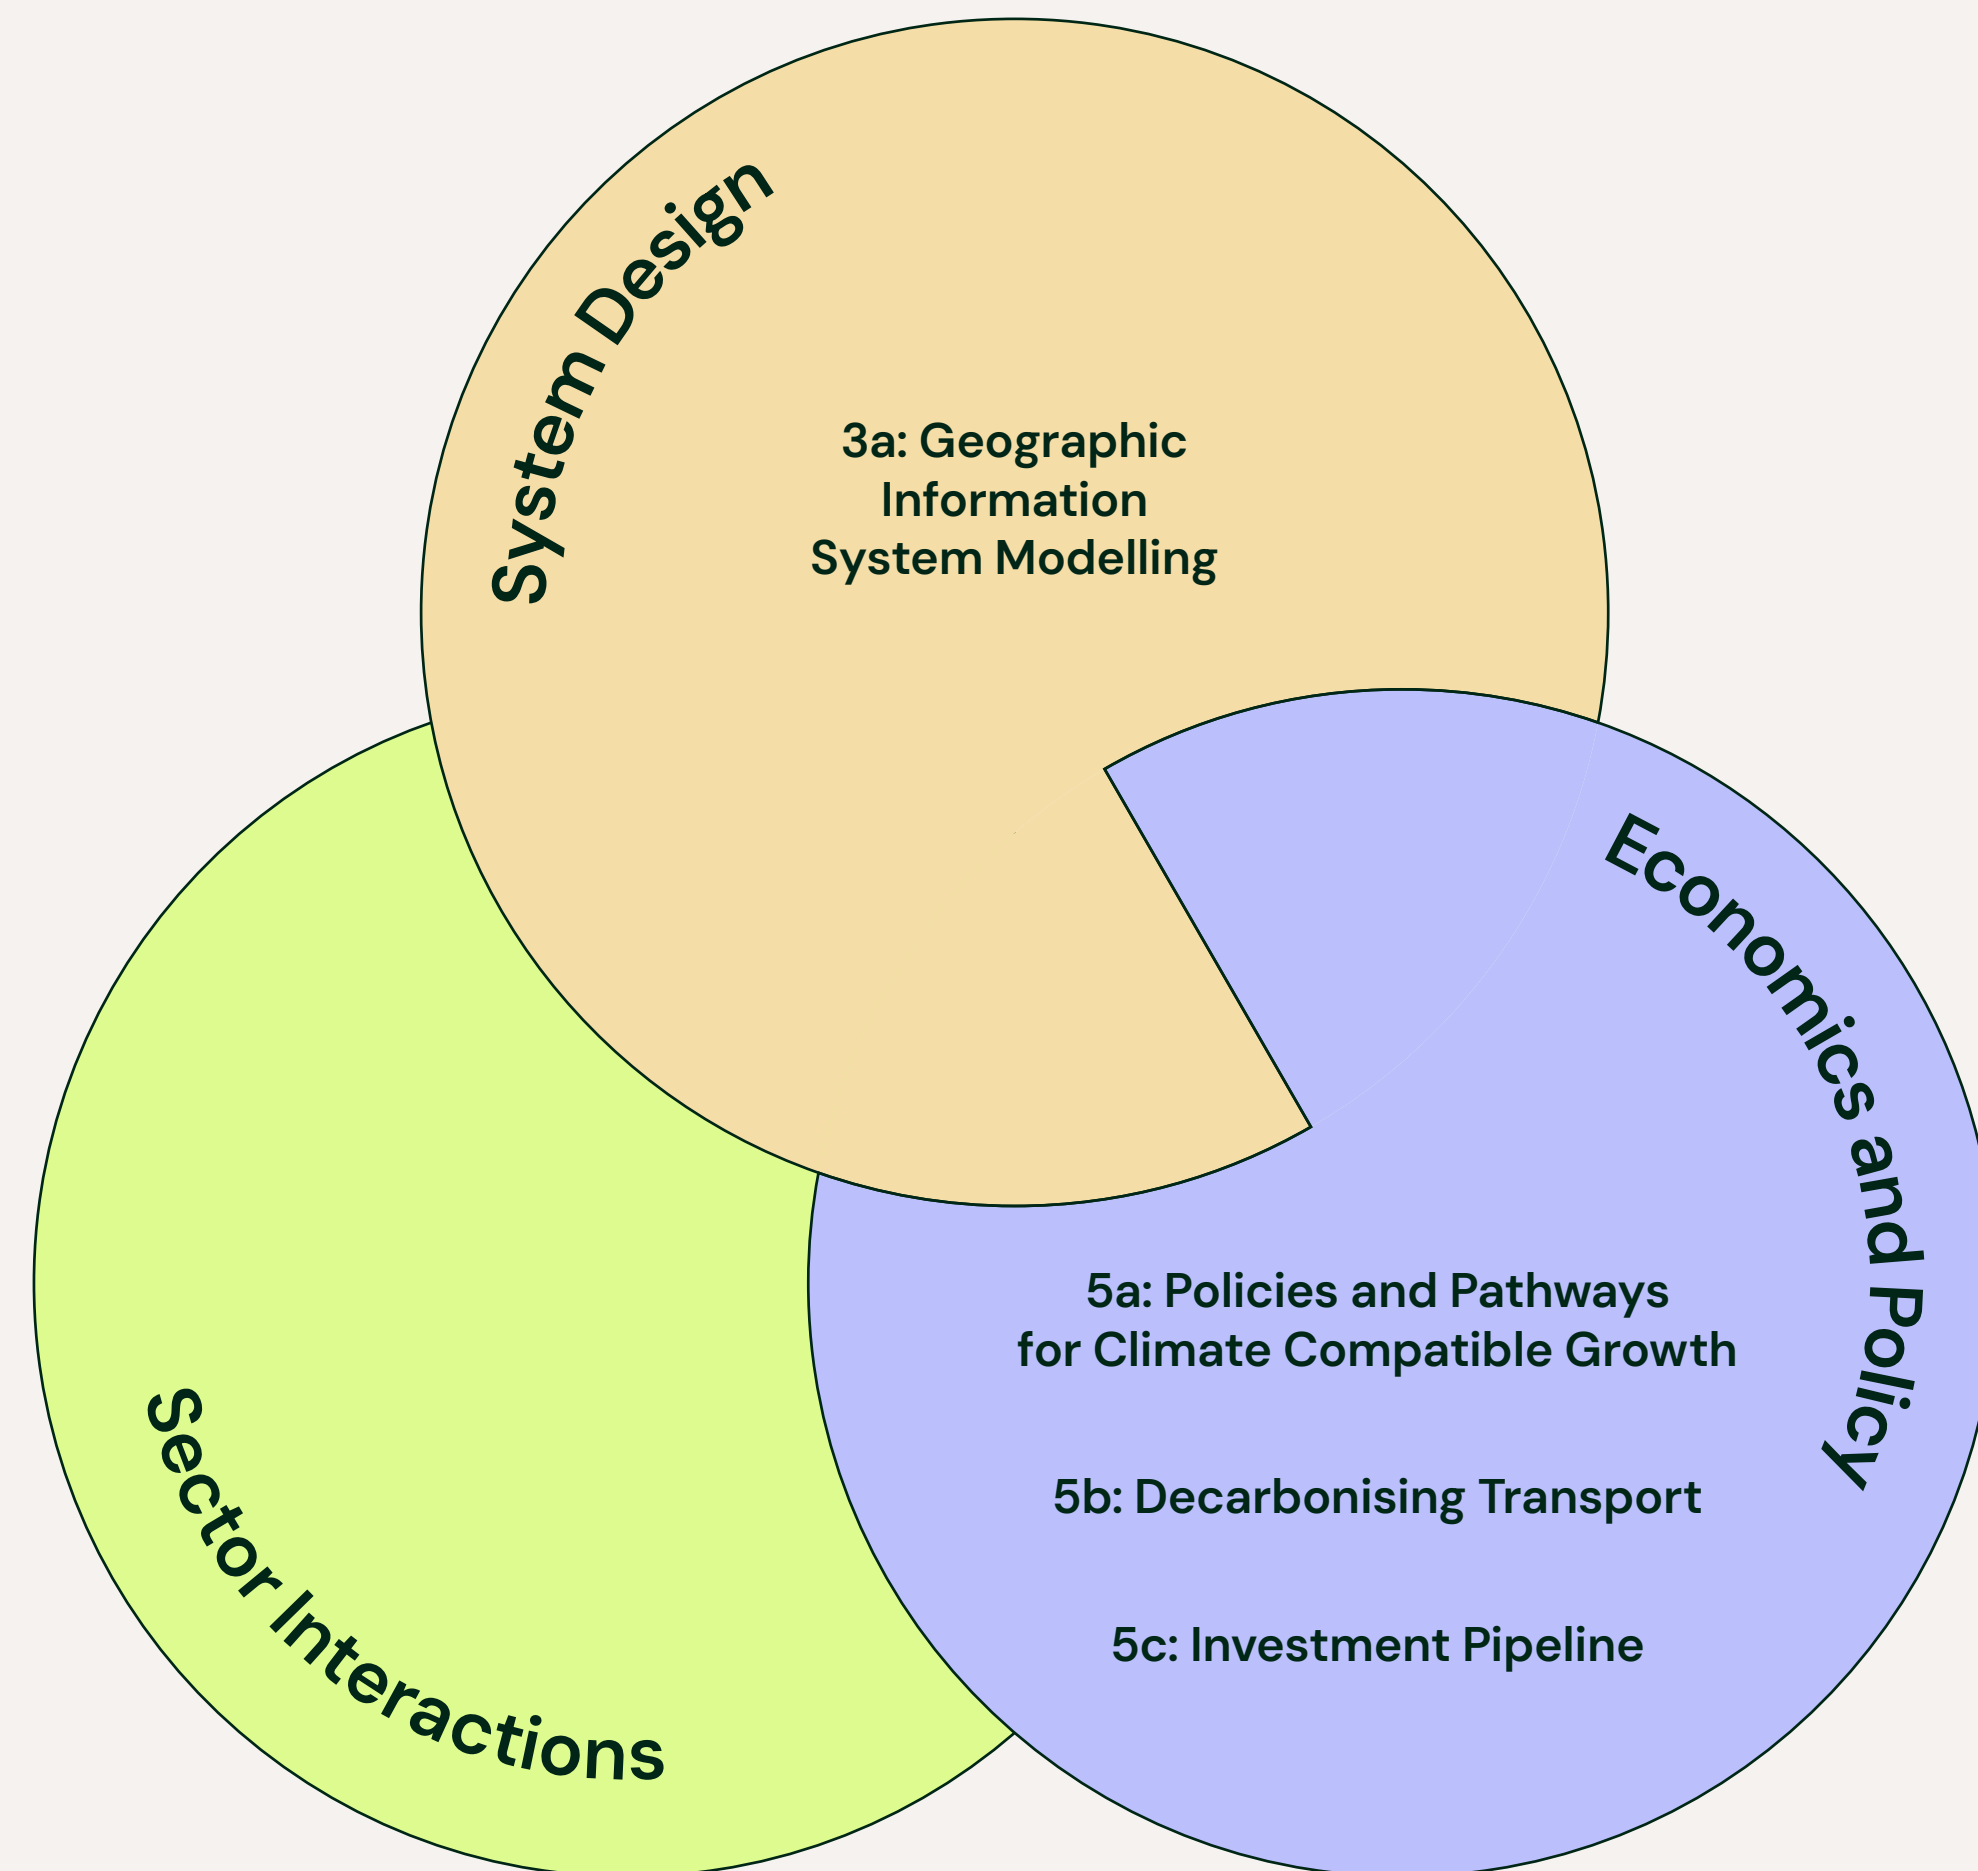 System Design
3a: Geographic
Information
System Modelling
Economics and Policy
5a: Policies and Pathways
for Climate Compatible Growth
5b: Decarbonising Transport
5c: Investment Pipeline
Sector Interactions